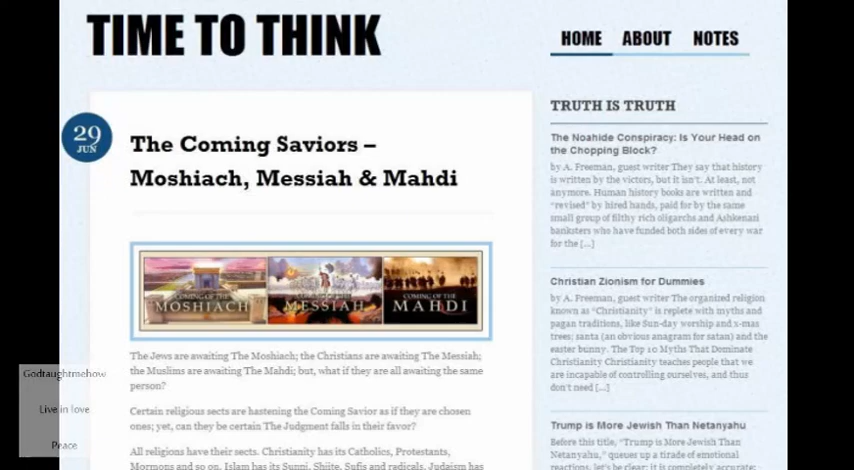 TIME TO THINK
HOME ABOUT NOTES
29
JUN
The Coming Saviors –
Moshiach, Messiah & Mahdi
COMING OF THE
MOSHIACH
COMING OF THE
MESSIAH
COMING OF THE
MAHDI
The Jews are awaiting The Moshiach; the Christians are awaiting The Messiah;
the Muslims are awaiting The Mahdi; but, what if they are all awaiting the same
person?
Certain religious sects are hastening the Coming Savior as if they are chosen
ones; yet, can they be certain The Judgment falls in their favor?
All religions have their sects. Christianity has its Catholics, Protestants,
Mormons and so on. Islam has its Sunni, Shiite, Sufis and radicals. Judaism has
TRUTH IS TRUTH
The Noahide Conspiracy: Is Your Head on
the Chopping Block?
by A. Freeman, guest writer They say that history
is written by the victors, but it isn't. At least, not
anymore. Human history books are written and
"revised" by hired hands, paid for by the same
small group of filthy rich oligarchs and Ashkenazi
banksters who have funded both sides of every war
for the [...]
Christian Zionism for Dummies
by A. Freeman, guest writer The organized religion
known as "Christianity" is replete with myths and
pagan traditions, like Sun-day worship and x-mas
trees; santa (an obvious anagram for satan) and the
easter bunny. The Top 10 Myths That Dominate
Christianity Christianity teaches people that we
are incapable of controlling ourselves, and thus
don't need [...]
Trump is More Jewish Than Netanyahu
Before this title, "Trump is More Jewish Than
Netanyahu," queues up a tirade of emotional
reactions, let's be clear: it is completely accurate;
Godtaughtmehow
Live in love
Peace